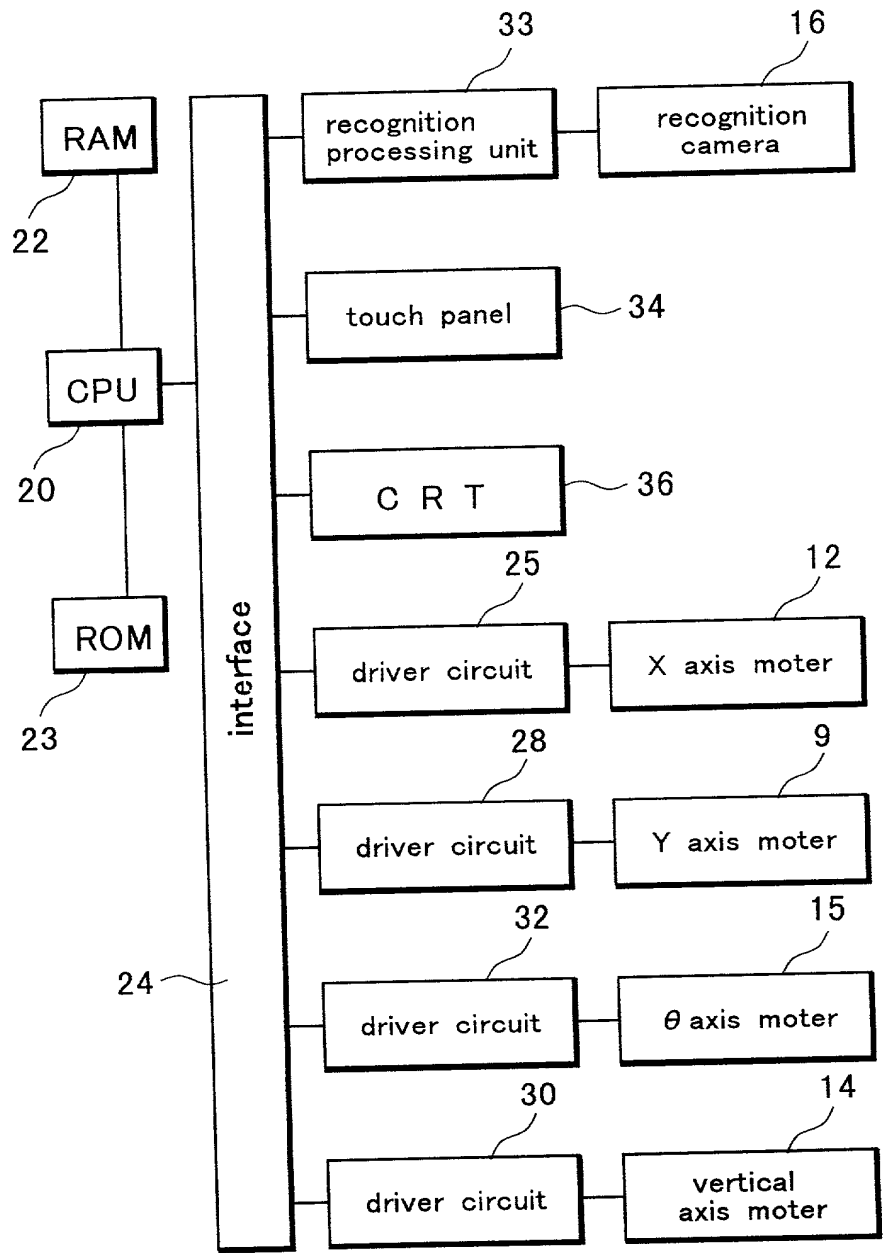 33
16
RAM
recognition
processing unit
recognition
camera
22
touch panel
34
CPU
20
C R T
36
25
12
ROM
driver circuit
X axis moter
23
interface
28
9
driver circuit
Y axis moter
32
15
24
driver circuit
θ axis moter
30
14
driver circuit
vertical
axis moter